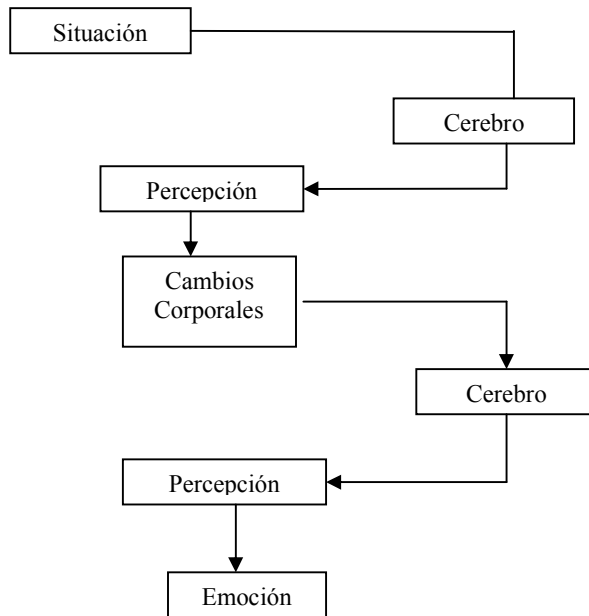 Situación
Cerebro
Percepción
Cambios
Corporales
Cerebro
Percepción
Emoción